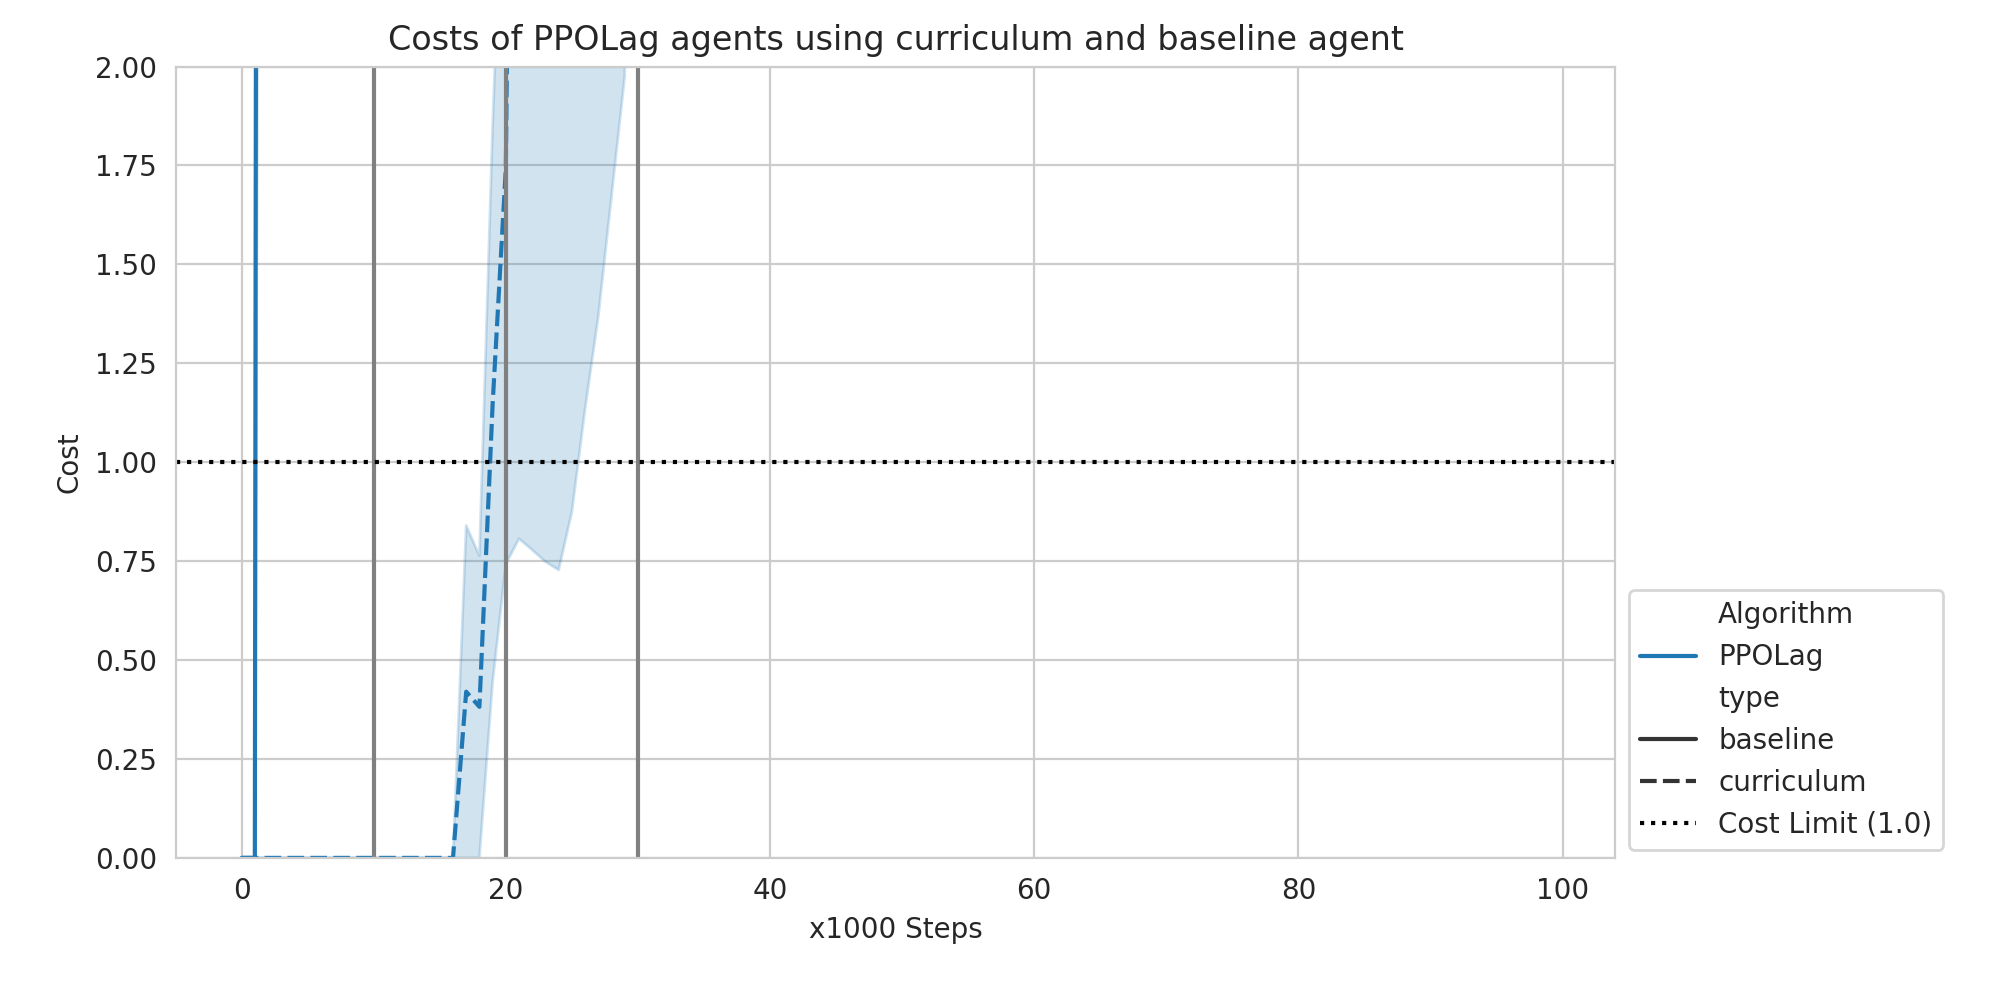 Costs of PPOLag agents using curriculum and baseline agent
2.00
1.75
1.50
1.25
1.00
0.75
0.50
0.25
0.00
Cost
0 20 40 60 80 100
x1000 Steps
Algorithm
PPOLag
type
baseline
curriculum
Cost Limit (1.0)